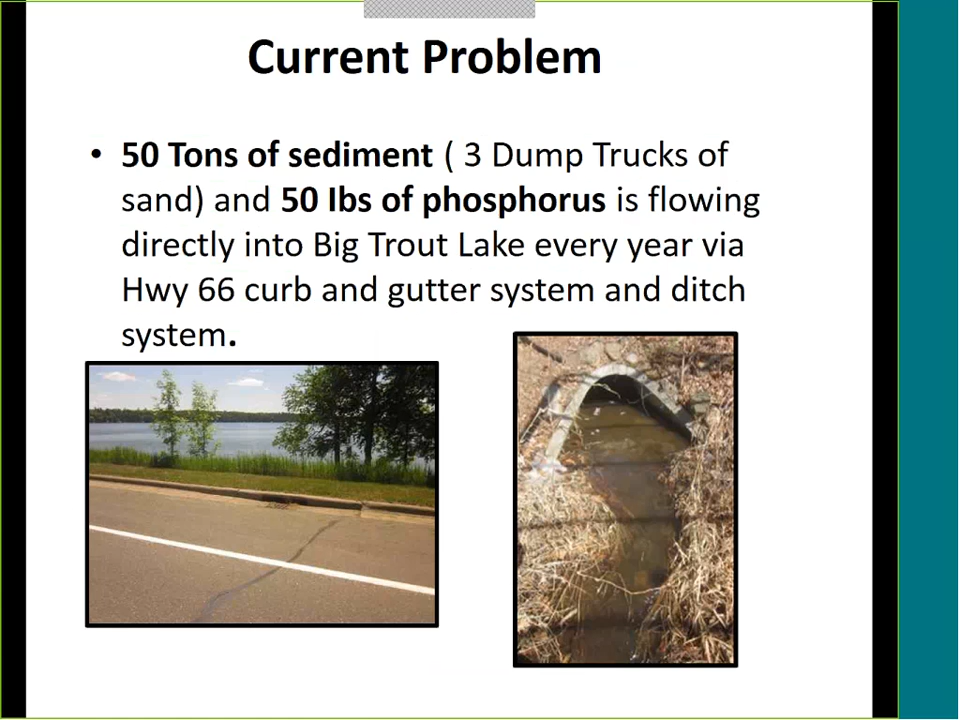 Current Problem
• 50 Tons of sediment ( 3 Dump Trucks of
sand) and 50 Ibs of phosphorus is flowing
directly into Big Trout Lake every year via
Hwy 66 curb and gutter system and ditch
system.